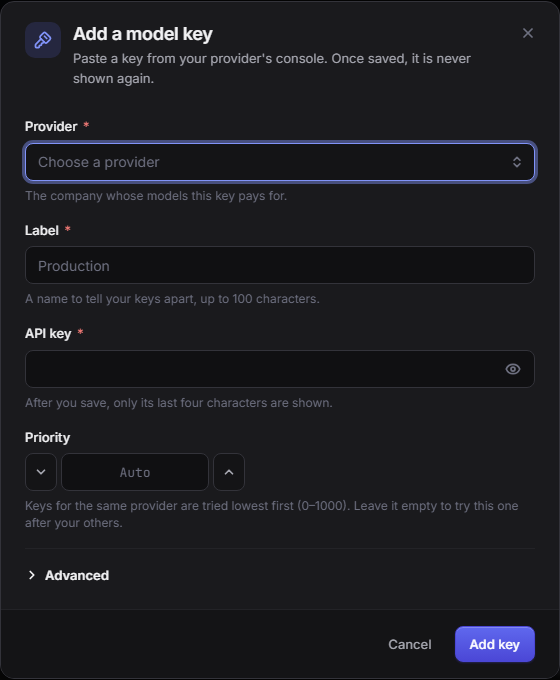 Add a model key
Paste a key from your provider's console. Once saved, it is never
shown again.
Provider *
Choose a provider
The company whose models this key pays for.
Label *
Production
A name to tell your keys apart, up to 100 characters.
API key *
After you save, only its last four characters are shown.
Priority
Auto
Keys for the same provider are tried lowest first (0–1000). Leave it empty to try this one
after your others.
Advanced
Cancel
Add key